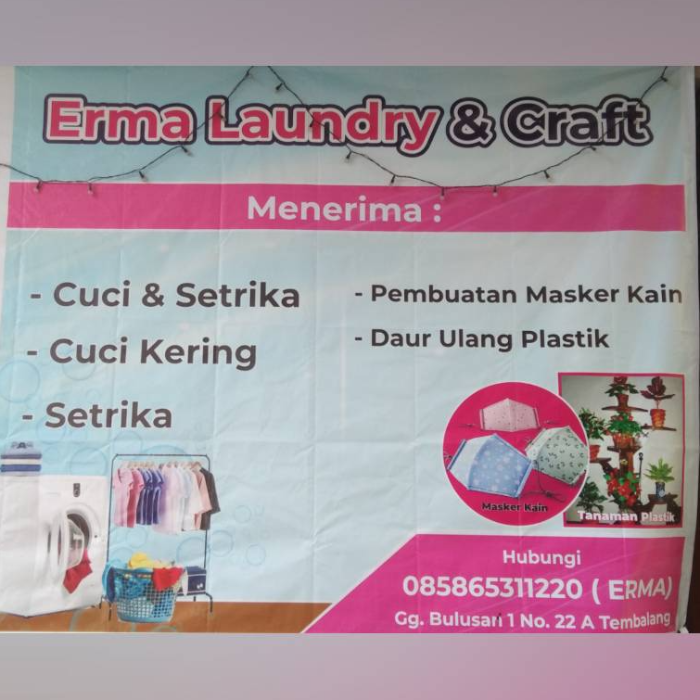 Erma Laundry & Craft
Menerima :
- Cuci & Setrika
- Cuci Kering
- Setrika
- Pembuatan Masker Kain
- Daur Ulang Plastik
Masker Kain
Tanaman Plastik
Hubungi
085865311220 ( ERMA)
Gg. Bulusari 1 No. 22 A Tembalang